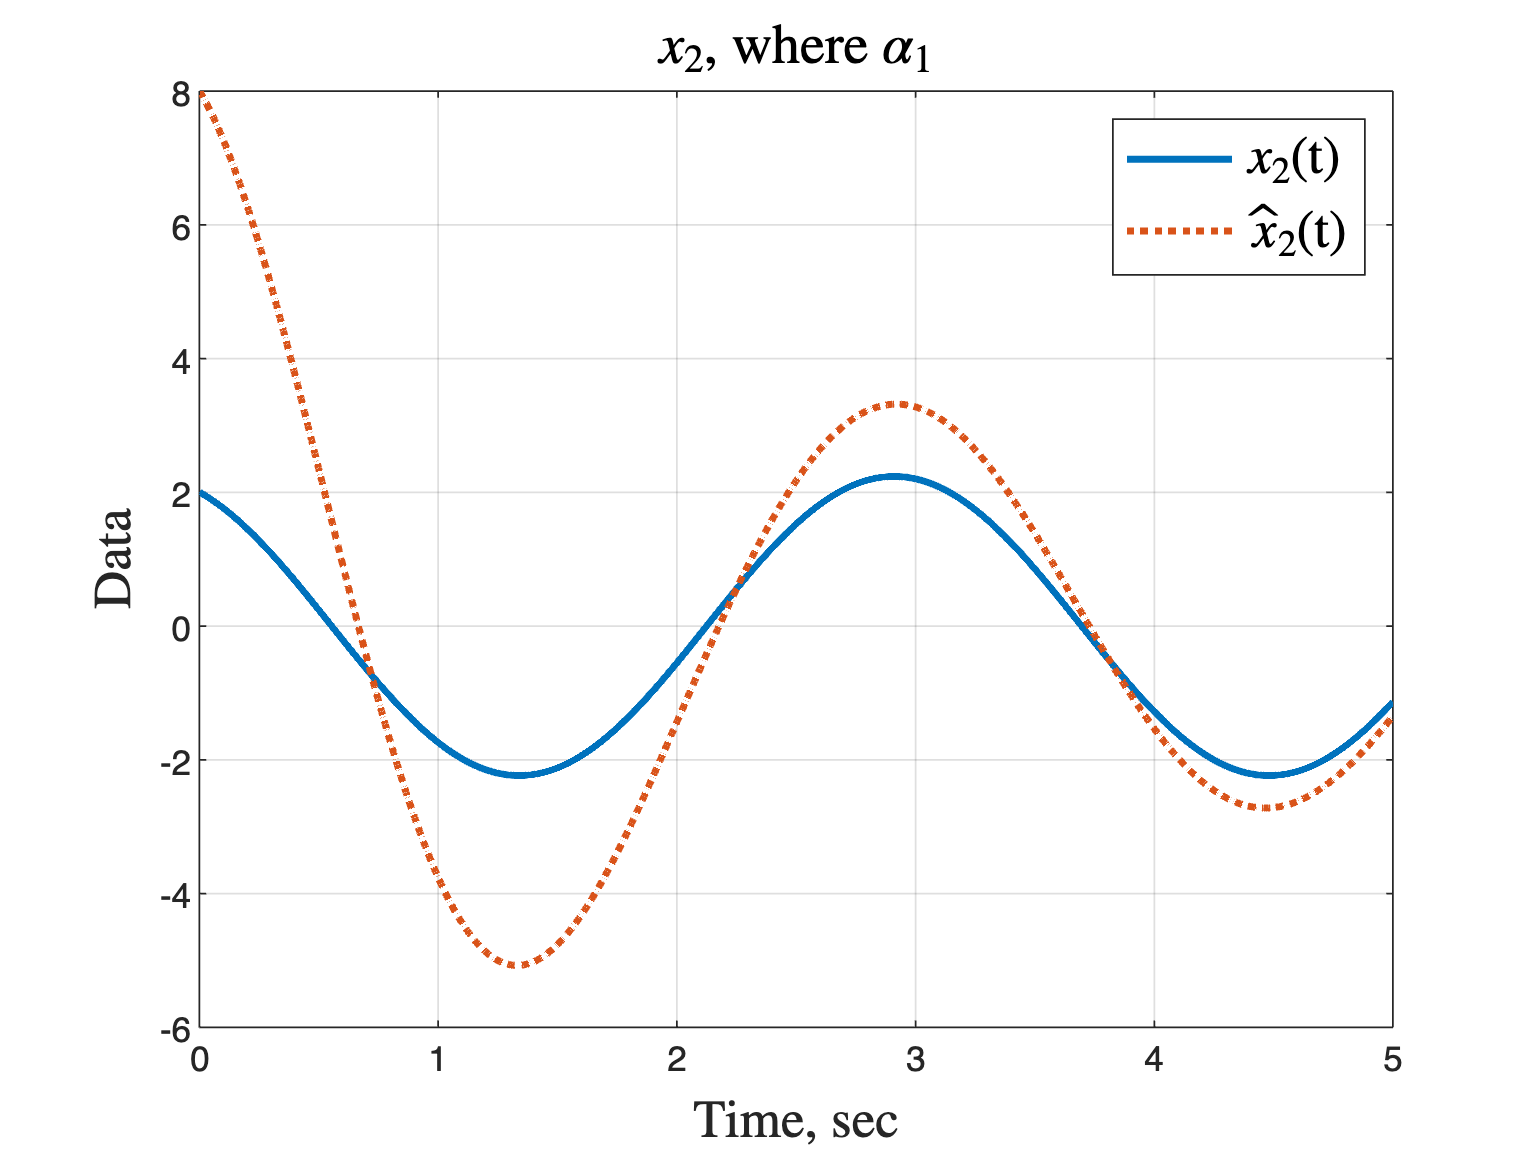 x₂, where α₁
8
6
4
2
0
-2
-4
-6
Data
x₂(t)
x̂₂(t)
0 1 2 3 4 5
Time, sec